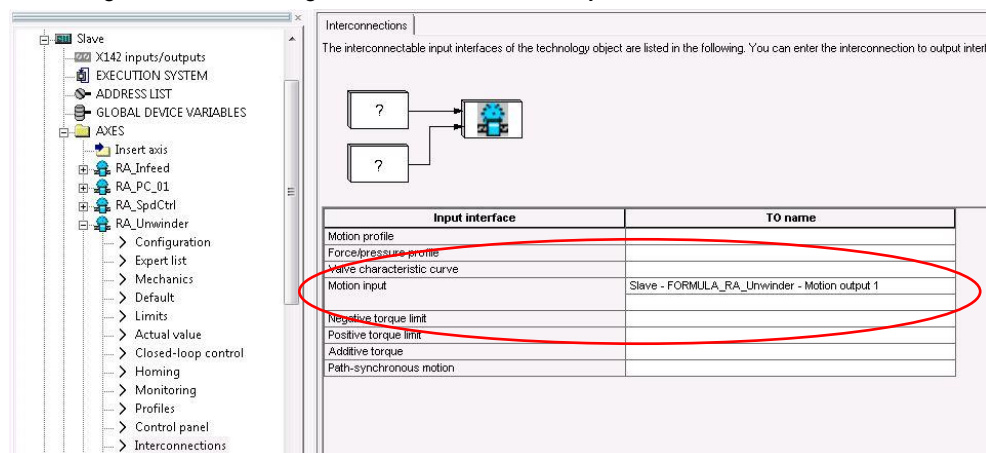 Slave
X142 inputs/outputs
EXECUTION SYSTEM
ADDRESS LIST
GLOBAL DEVICE VARIABLES
AXES
Insert axis
RA_Infeed
RA_PC_01
RA_SpdCtrl
RA_Unwinder
Configuration
Expert list
Mechanics
Default
Limits
Actual value
Closed-loop control
Homing
Monitoring
Profiles
Control panel
Interconnections
Interconnections
The interconnectable input interfaces of the technology object are listed in the following. You can enter the interconnection to output
?
?
Input interface TO name
Motion profile
Force/pressure profile
Valve characteristic curve
Motion input Slave - FORMULA_RA_Unwinder - Motion output 1
Negative torque limit
Positive torque limit
Additive torque
Path-synchronous motion